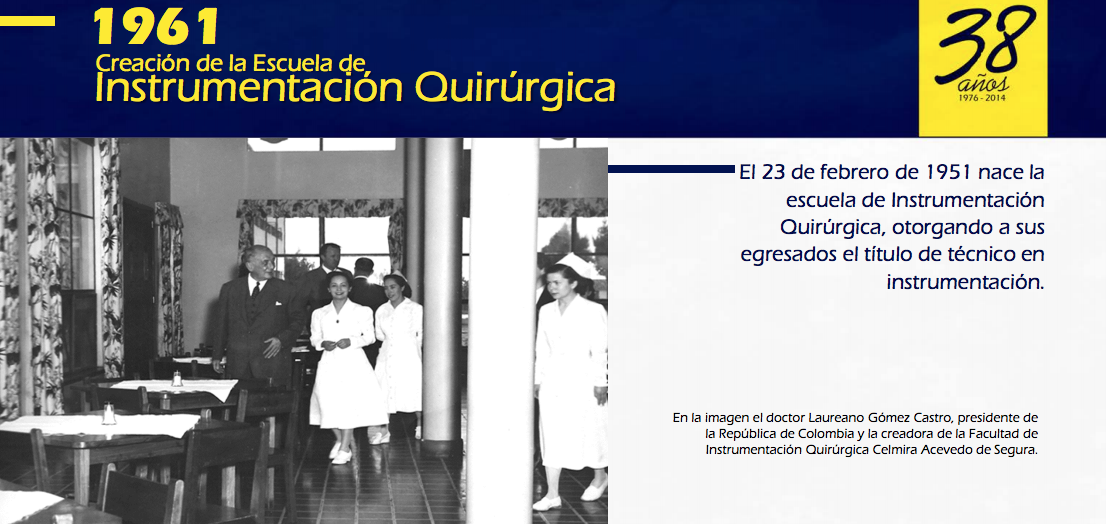 1961
Creación de la Escuela de
Instrumentación Quirúrgica
38
años
1976 - 2014
El 23 de febrero de 1951 nace la
escuela de Instrumentación
Quirúrgica, otorgando a sus
egresados el título de técnico en
instrumentación.
En la imagen el doctor Laureano Gómez Castro, presidente de
la República de Colombia y la creadora de la Facultad de
Instrumentación Quirúrgica Celmira Acevedo de Segura.